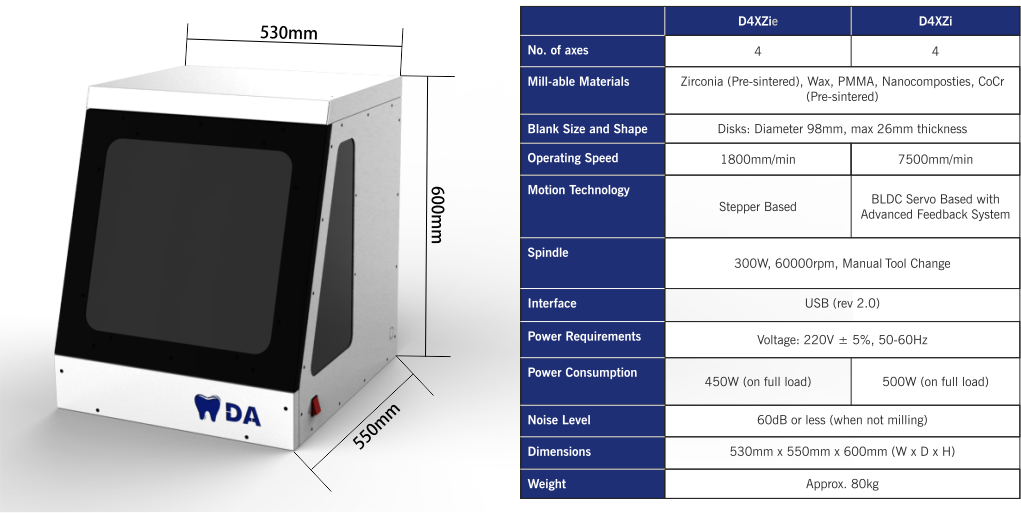 530mm
600mm
550mm
DA
D4XZie D4XZi
No. of axes 4 4
Mill-able Materials Zirconia (Pre-sintered), Wax, PMMA, Nanocomposties, CoCr
(Pre-sintered)
Blank Size and Shape Disks: Diameter 98mm, max 26mm thickness
Operating Speed 1800mm/min 7500mm/min
Motion Technology Stepper Based BLDC Servo Based with
Advanced Feedback System
Spindle 300W, 60000rpm, Manual Tool Change
Interface USB (rev 2.0)
Power Requirements Voltage: 220V ± 5%, 50-60Hz
Power Consumption 450W (on full load) 500W (on full load)
Noise Level 60dB or less (when not milling)
Dimensions 530mm x 550mm x 600mm (W x D x H)
Weight Approx. 80kg